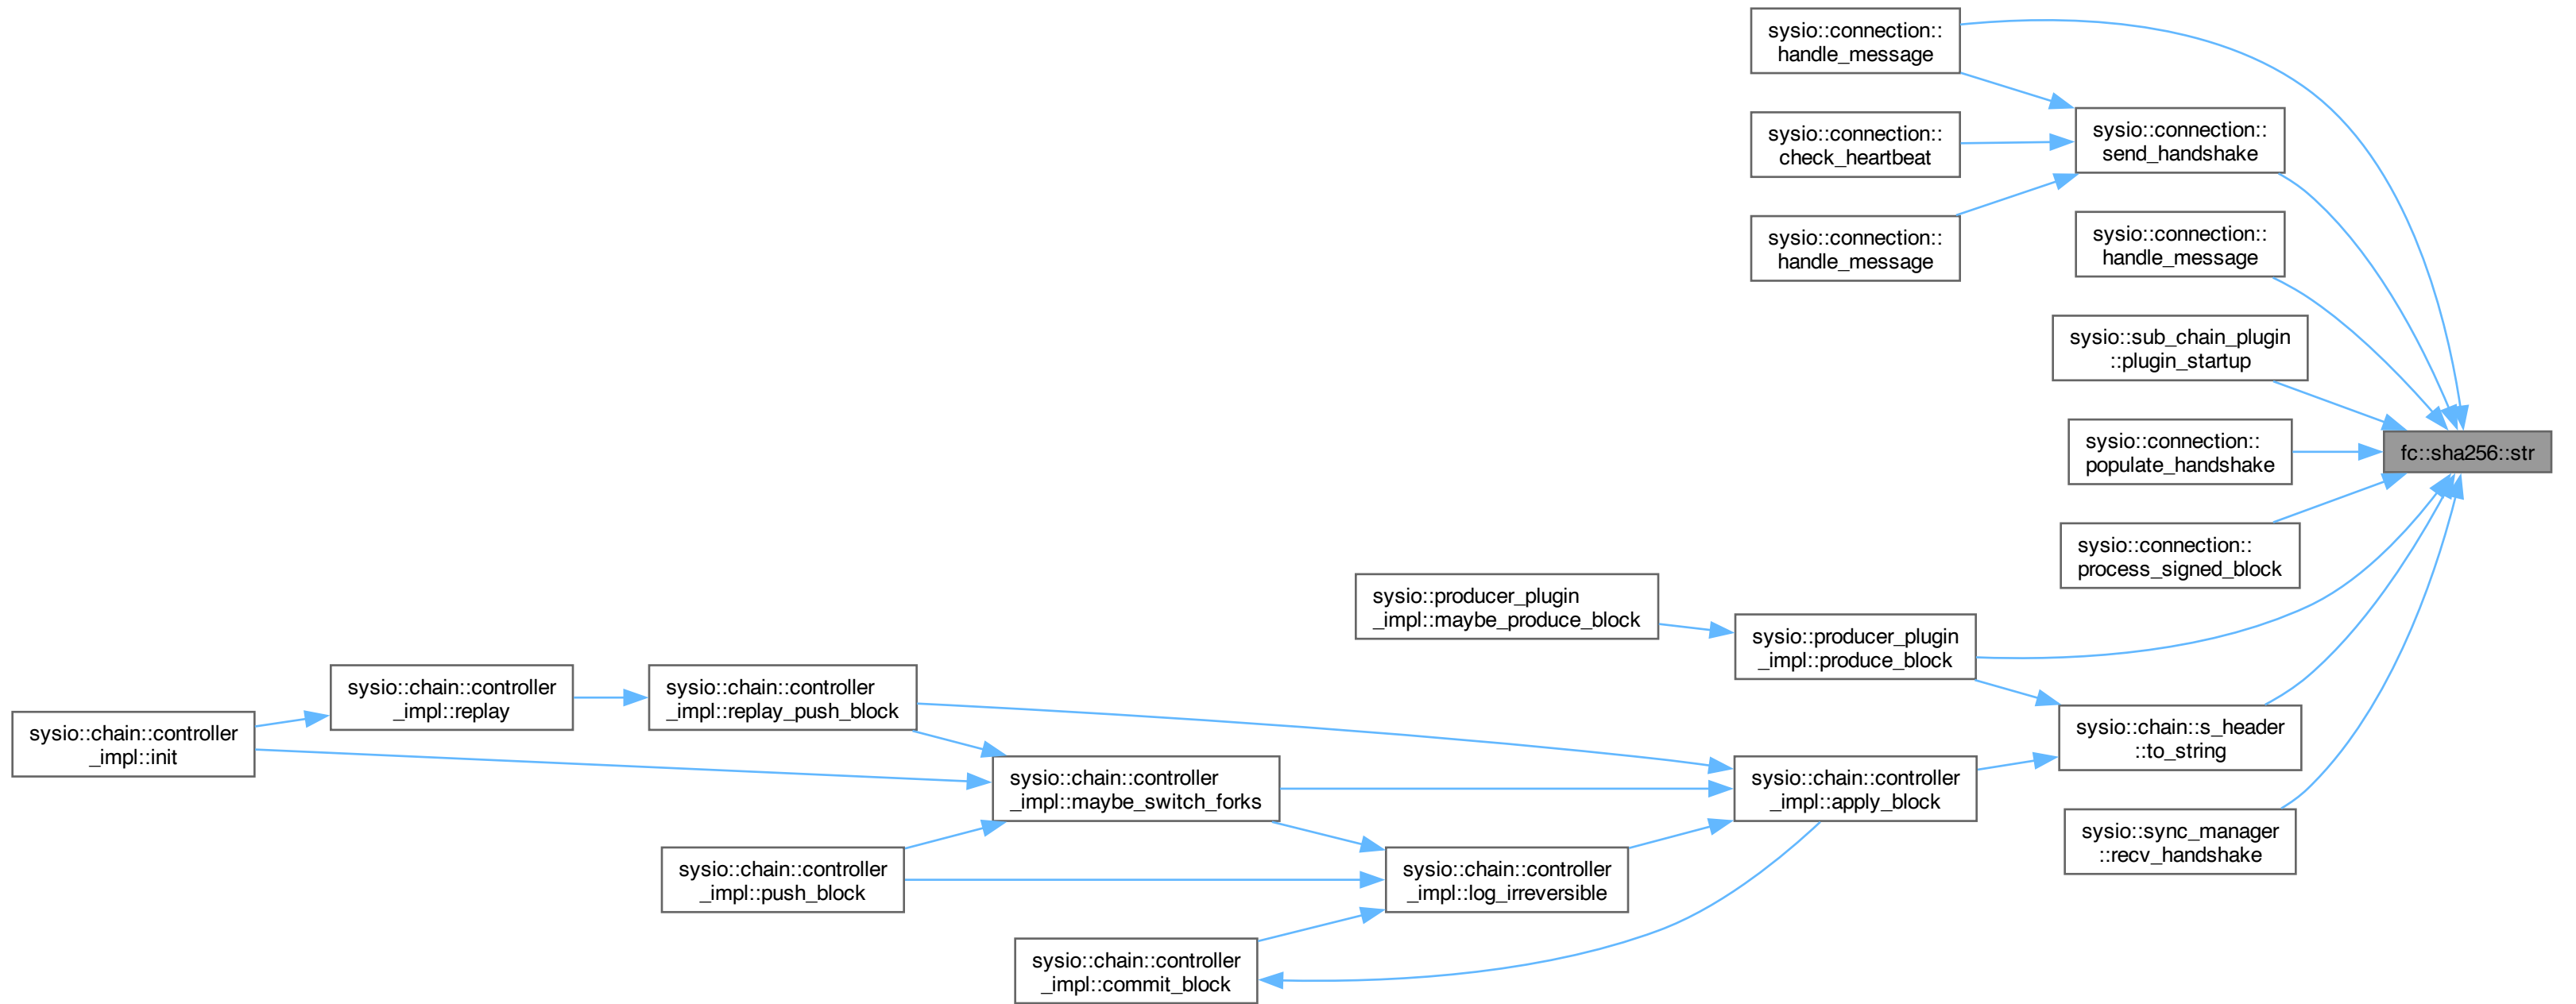 sysio::connection::
handle_message
sysio::connection::
send_handshake
sysio::connection::
check_heartbeat
sysio::connection::
handle_message
sysio::connection::
handle_message
sysio::sub_chain_plugin
::plugin_startup
sysio::connection::
populate_handshake
fc::sha256::str
sysio::connection::
process_signed_block
sysio::producer_plugin
_impl::maybe_produce_block
sysio::producer_plugin
_impl::produce_block
sysio::chain::controller
_impl::init
sysio::chain::controller
_impl::replay
sysio::chain::controller
_impl::replay_push_block
sysio::chain::s_header
::to_string
sysio::chain::controller
_impl::maybe_switch_forks
sysio::chain::controller
_impl::apply_block
sysio::sync_manager
::recv_handshake
sysio::chain::controller
_impl::push_block
sysio::chain::controller
_impl::log_irreversible
sysio::chain::controller
_impl::commit_block